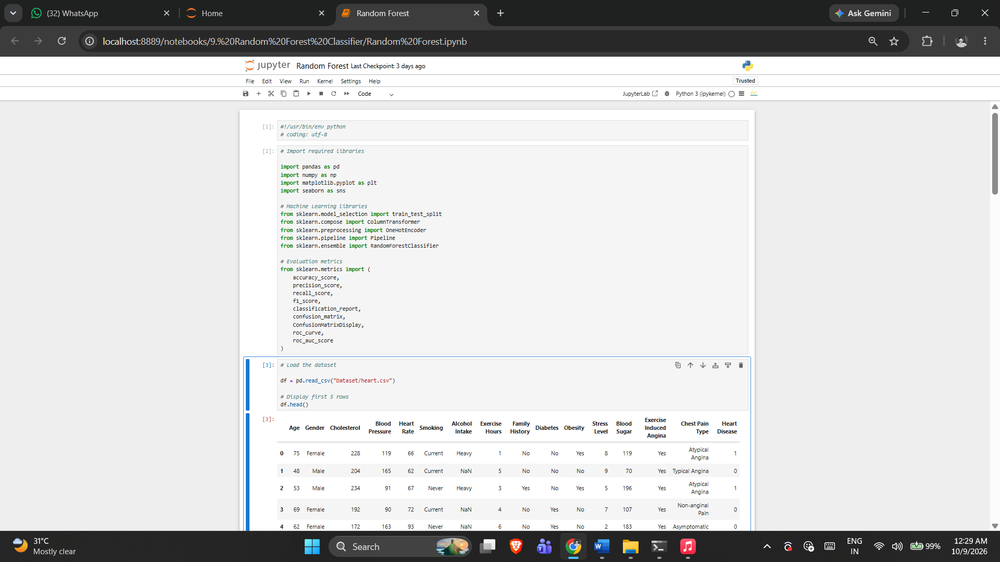 (32) WhatsApp
Home
Random Forest
Ask Gemini
localhost:8889/notebooks/9.%20Random%20Forest%20Classifier/Random%20Forest.ipynb
jupyter Random Forest Last Checkpoint: 3 days ago
File Edit View Run Kernel Settings Help
Trusted
Code
JupyterLab
Python 3 (ipykernel)
[1]: #!/usr/bin/env python
# coding: utf-8
[2]: # Import required libraries
import pandas as pd
import numpy as np
import matplotlib.pyplot as plt
import seaborn as sns
# Machine Learning libraries
from sklearn.model_selection import train_test_split
from sklearn.compose import ColumnTransformer
from sklearn.preprocessing import OneHotEncoder
from sklearn.pipeline import Pipeline
from sklearn.ensemble import RandomForestClassifier
# Evaluation metrics
from sklearn.metrics import (
accuracy_score,
precision_score,
recall_score,
f1_score,
classification_report,
confusion_matrix,
ConfusionMatrixDisplay,
roc_curve,
roc_auc_score
)
[3]: # Load the dataset
df = pd.read_csv("Dataset/heart.csv")
# Display first 5 rows
df.head()
[3]:
Age Gender Cholesterol Blood Pressure Heart Rate Smoking Alcohol Intake Exercise Hours Family History Diabetes Obesity Stress Level Blood Sugar Exercise Induced Angina Chest Pain Type Heart Disease
0 75 Female 228 119 66 Current Heavy 1 No No Yes 8 119 Yes Atypical Angina 1
1 48 Male 204 165 62 Current NaN 5 No No No 9 70 Yes Typical Angina 0
2 53 Male 234 91 67 Never Heavy 3 Yes No Yes 5 196 Yes Atypical Angina 1
3 69 Female 192 90 72 Current NaN 4 No Yes No 7 107 Yes Non-anginal Pain 0
4 62 Female 172 163 93 Never NaN 6 No Yes No 2 183 Yes Asymptomatic 0
31°C
Mostly clear
Search
ENG
IN
99%
12:29 AM
10/9/2026